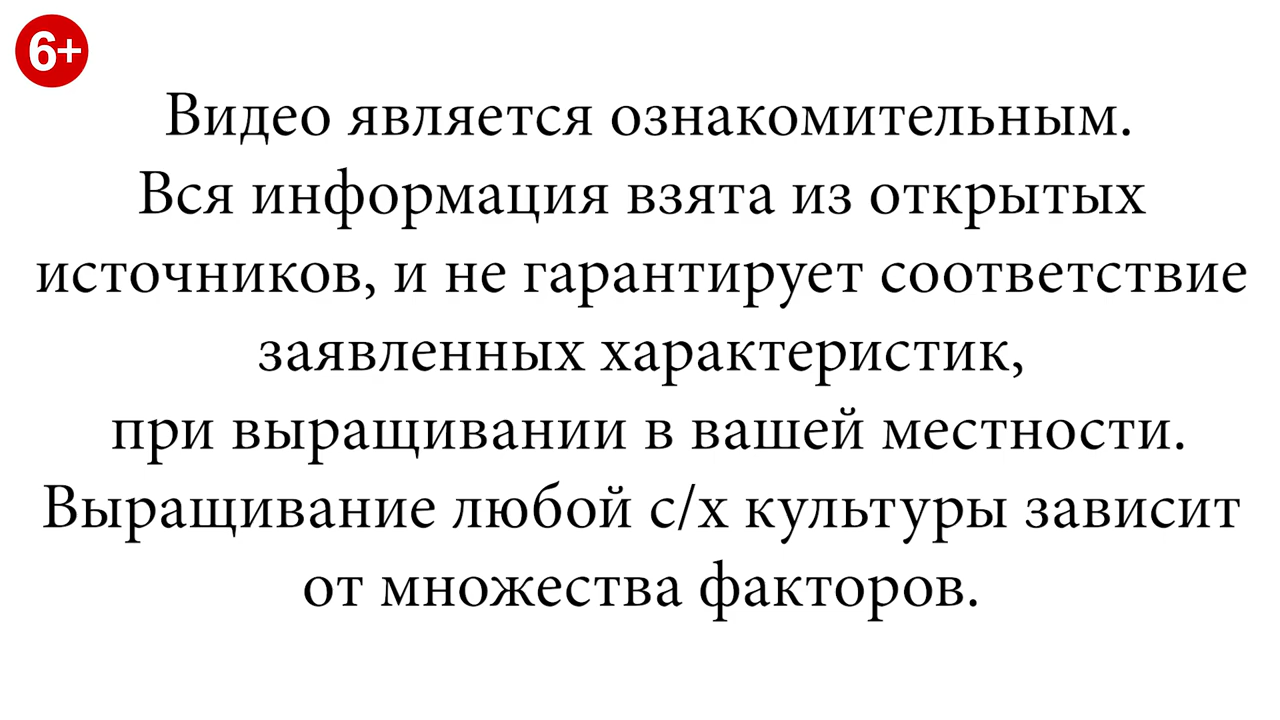 6+
Видео является ознакомительным.
Вся информация взята из открытых
источников, и не гарантирует соответствие
заявленных характеристик,
при выращивании в вашей местности.
Выращивание любой с/х культуры зависит
от множества факторов.